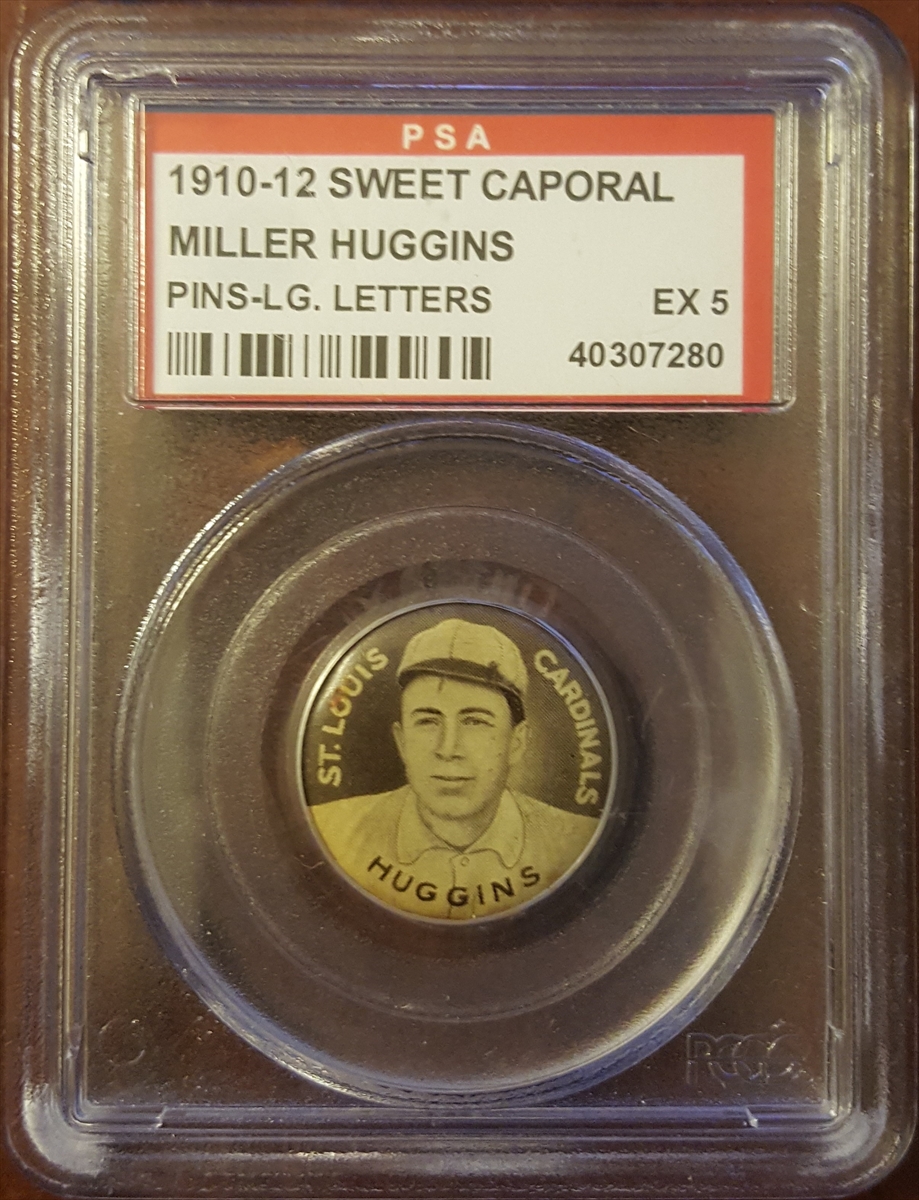 PSA
1910-12 SWEET CAPORAL
MILLER HUGGINS
PINS-LG. LETTERS EX 5
40307280
ST. LOUIS CARDINALS
HUGGINS